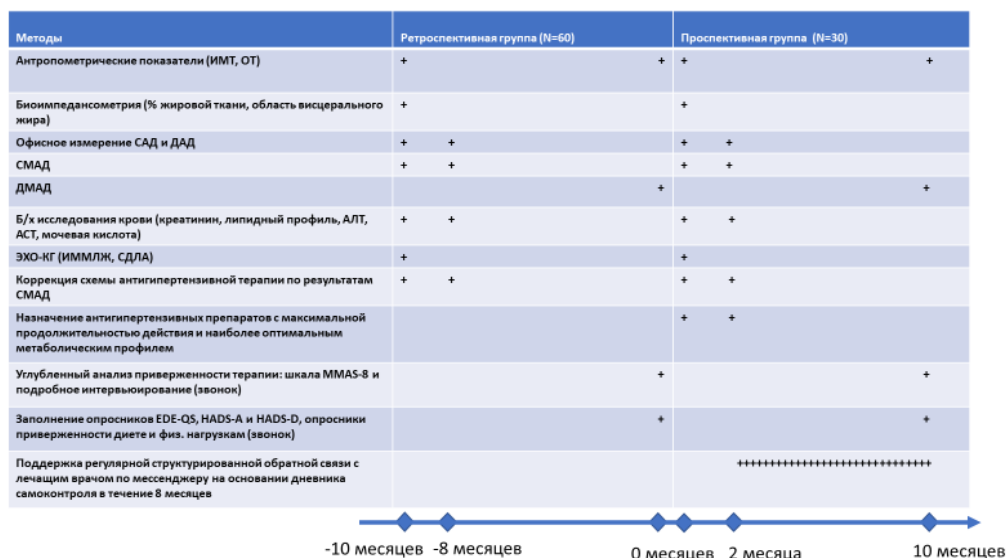 Методы Ретроспективная группа (N=60) Проспективная группа (N=30)
Антропометрические показатели (ИМТ, ОТ) + + + +
Биоимпедансометрия (% жировой ткани, область висцерального + +
жира)
Офисное измерение САД и ДАД + + + +
СМАД + + + +
ДМАД + +
Б/х исследования крови (креатинин, липидный профиль, АЛТ, + + + +
АСТ, мочевая кислота)
ЭХО-КГ (ИММЛЖ, СДЛА) + +
Коррекция схемы антигипертензивной терапии по результатам + + + +
СМАД
Назначение антигипертензивных препаратов с максимальной + +
продолжительностью действия и наиболее оптимальным
метаболическим профилем
Углубленный анализ приверженности терапии: шкала MMAS-8 и + +
подробное интервьюирование (звонок)
Заполнение опросников EDE-QS, HADS-A и HADS-D, опросники + +
приверженности диете и физ. нагрузкам (звонок)
Поддержка регулярной структурированной обратной связи с +++++++++++++++++++++++++++++++
лечащим врачом по мессенджеру на основании дневника
самоконтроля в течение 8 месяцев
-10 месяцев -8 месяцев 0 месяцев 2 месяца 10 месяцев